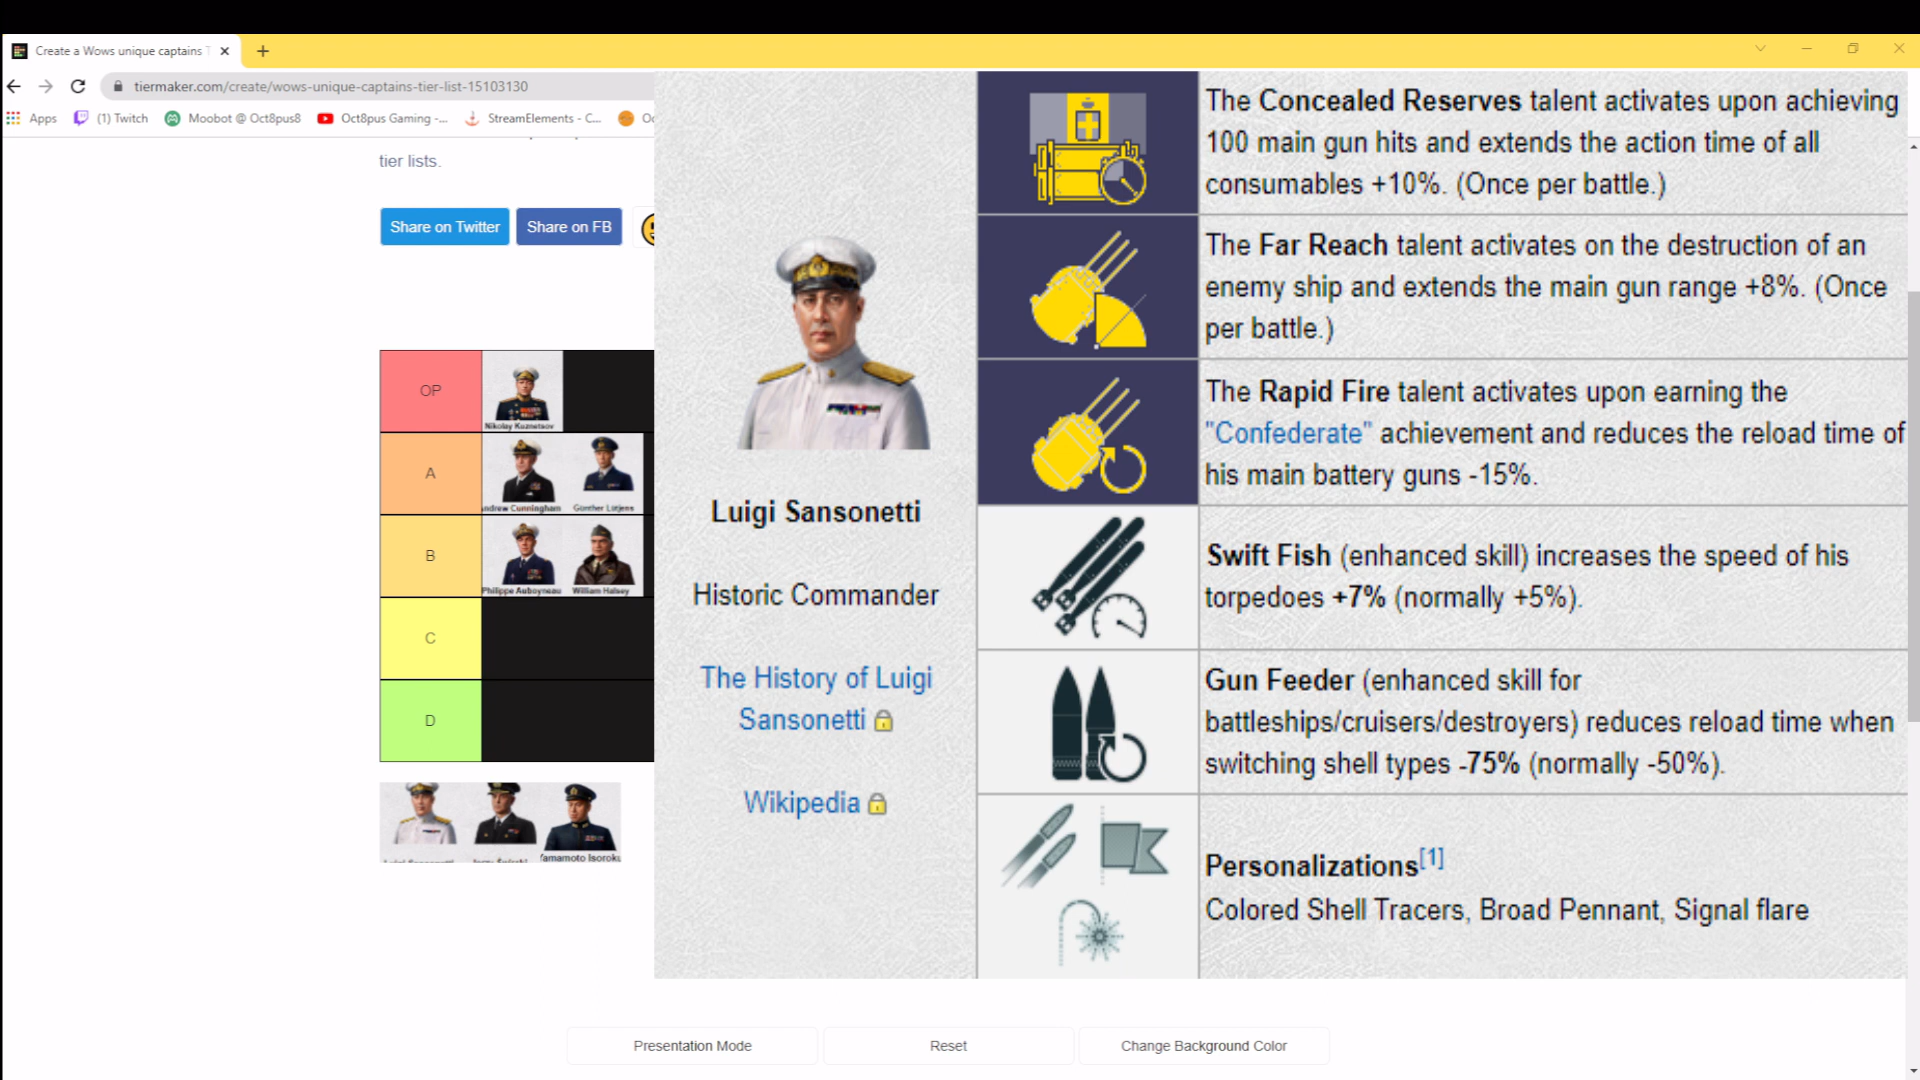 Create a Wows unique captains T
tiermaker.com/create/wows-unique-captains-tier-list-15103130
Apps
(1) Twitch
Moobot @ Oct8pus8
Oct8pus Gaming -...
StreamElements - C...
tier lists.
Share on Twitter
Share on FB
OP
Nikolay Kuznetsov
A
Andrew Cunningham
Günther Lütjens
B
Philippe Auboyneau
William Halsey
C
D
Yamamoto Isoroku
Luigi Sansonetti
Historic Commander
The History of Luigi
Sansonetti
Wikipedia
The Concealed Reserves talent activates upon achieving
100 main gun hits and extends the action time of all
consumables +10%. (Once per battle.)
The Far Reach talent activates on the destruction of an
enemy ship and extends the main gun range +8%. (Once
per battle.)
The Rapid Fire talent activates upon earning the
"Confederate" achievement and reduces the reload time of
his main battery guns -15%.
Swift Fish (enhanced skill) increases the speed of his
torpedoes +7% (normally +5%).
Gun Feeder (enhanced skill for
battleships/cruisers/destroyers) reduces reload time when
switching shell types -75% (normally -50%).
Personalizations[1]
Colored Shell Tracers, Broad Pennant, Signal flare
Presentation Mode
Reset
Change Background Color